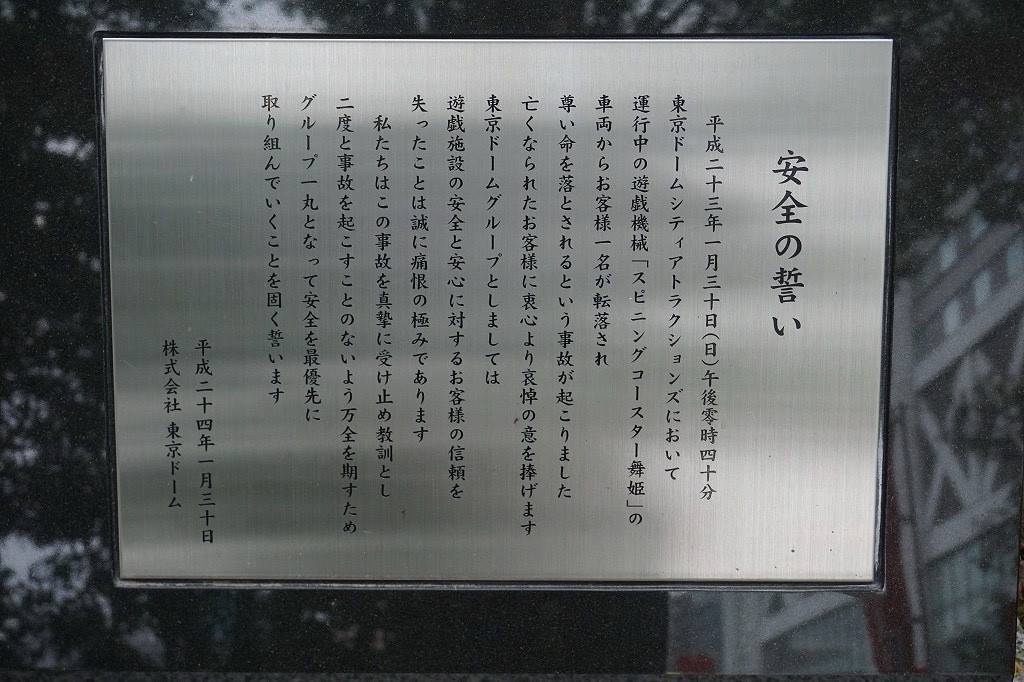 安全の誓い
平成二十三年一月三十日(日)午後零時四十分
東京ドームシティアトラクションズにおいて
運行中の遊戯機械「スピニングコースター舞姫」の
車両からお客様一名が転落され
尊い命を落とされるという事故が起こりました
亡くなられたお客様に衷心より哀悼の意を捧げます
東京ドームグループとしましては
遊戯施設の安全と安心に対するお客様の信頼を
失ったことは誠に痛恨の極みであります
私たちはこの事故を真摯に受け止め教訓とし
二度と事故を起こすことのないよう万全を期すため
グループ一丸となって安全を最優先に
取り組んでいくことを固く誓います
平成二十四年一月三十日
株式会社 東京ドーム